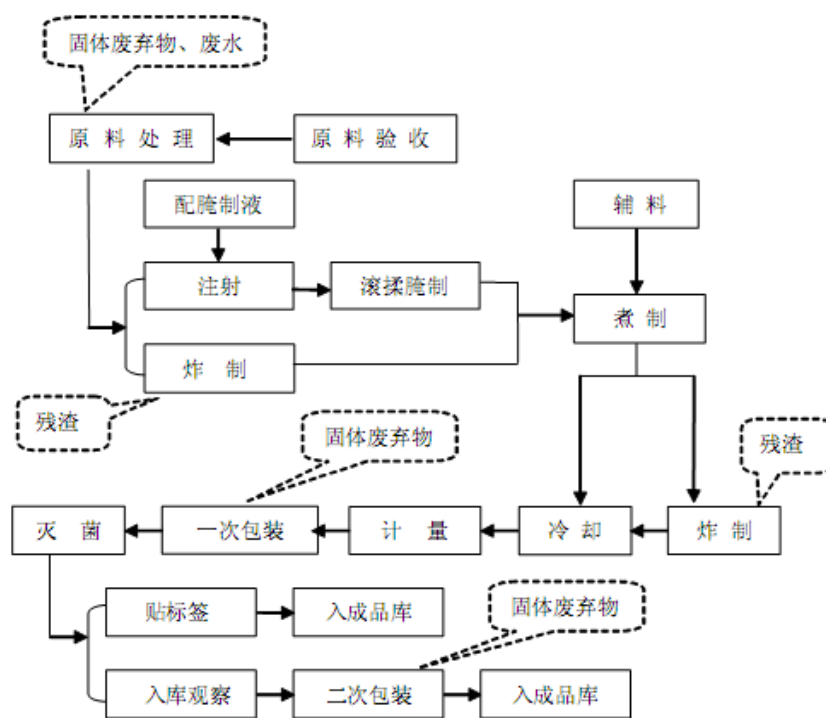 固体废弃物、废水
原料处理
原料验收
配腌制液
辅料
注射
滚揉腌制
煮制
炸制
残渣
固体废弃物
残渣
灭菌
一次包装
计量
冷却
炸制
贴标签
入成品库
固体废弃物
入库观察
二次包装
入成品库